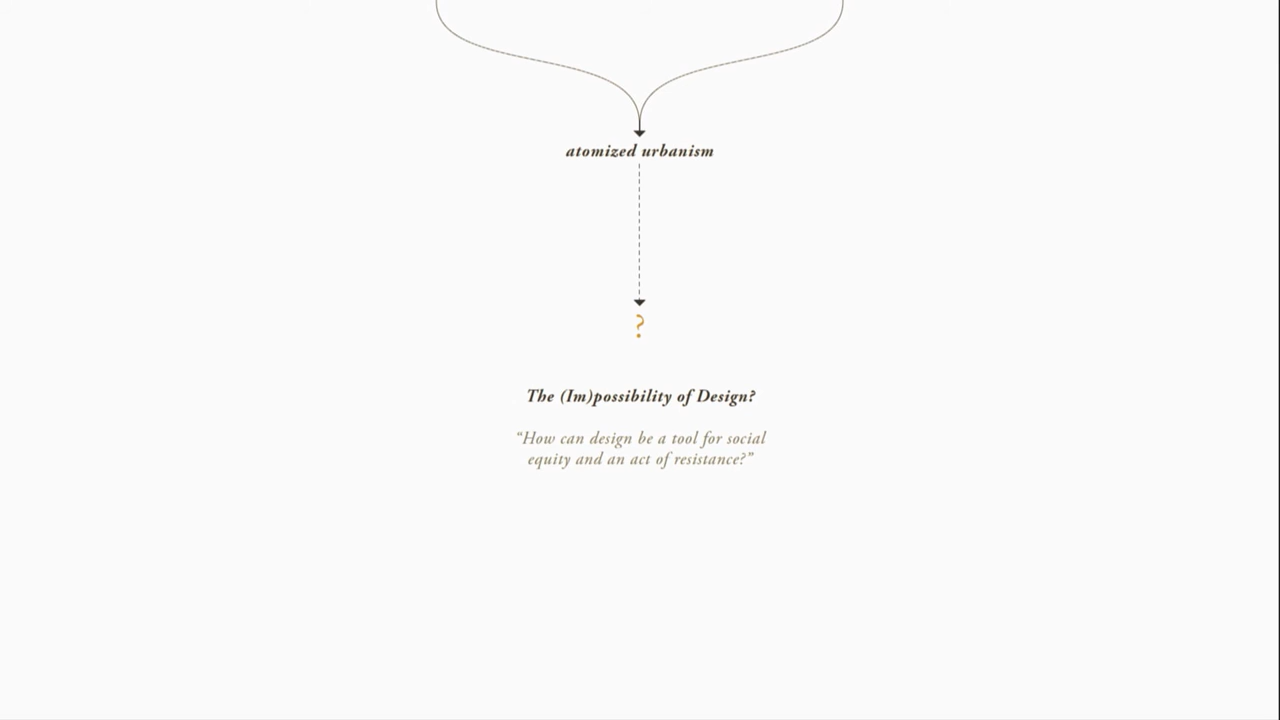 atomized urbanism
?
The (Im)possibility of Design?
“How can design be a tool for social
equity and an act of resistance?”